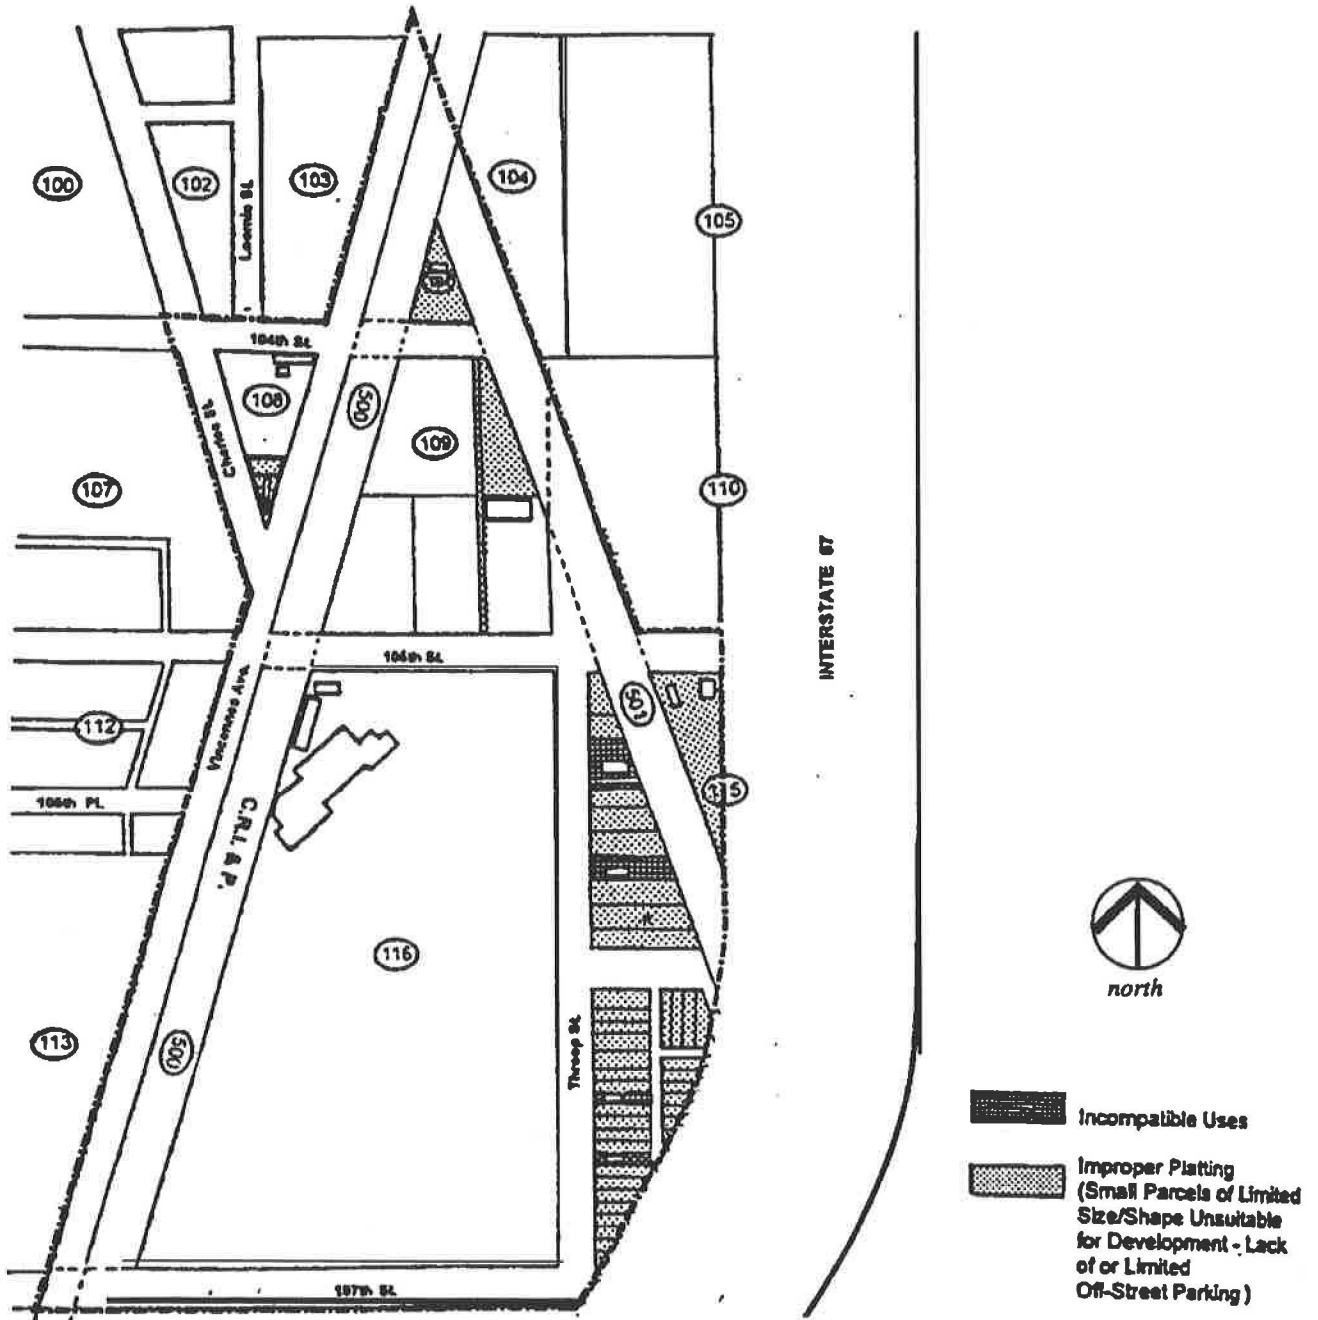 100
102
Loomis St.
103
104
105
104th St.
108
500
109
Charles St.
107
110
INTERSTATE 57
105th St.
VINCENNES AVE
501
112
115
106th Pl.
C.R.I. & P.
116
north
113
500
Throop St.
Incompatible Uses
Improper Platting
(Small Parcels of Limited
Size/Shape Unsuitable
for Development - Lack
of or Limited
Off-Street Parking)
107th St.